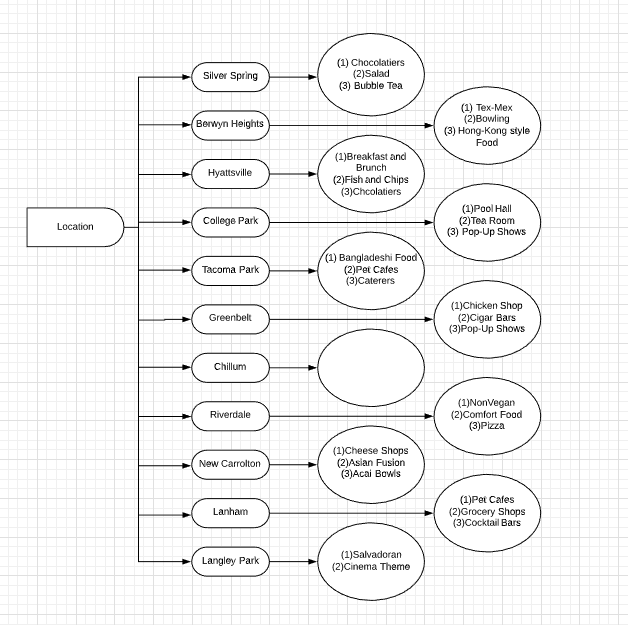 Silver Spring
(1) Chocolatiers
(2)Salad
(3) Bubble Tea
Berwyn Heights
(1) Tex-Mex
(2)Bowling
(3) Hong-Kong style
Food
Hyattsville
(1)Breakfast and
Brunch
(2)Fish and Chips
(3)Chcolatiers
Location
College Park
(1)Pool Hall
(2)Tea Room
(3) Pop-Up Shows
Tacoma Park
(1) Bangladeshi Food
(2)Pet Cafes
(3)Caterers
Greenbelt
(1)Chicken Shop
(2)Cigar Bars
(3)Pop-Up Shows
Chillum
Riverdale
(1)NonVegan
(2)Comfort Food
(3)Pizza
New Carrolton
(1)Cheese Shops
(2)Asian Fusion
(3)Acai Bowls
Lanham
(1)Pet Cafes
(2)Grocery Shops
(3)Cocktail Bars
Langley Park
(1)Salvadoran
(2)Cinema Theme